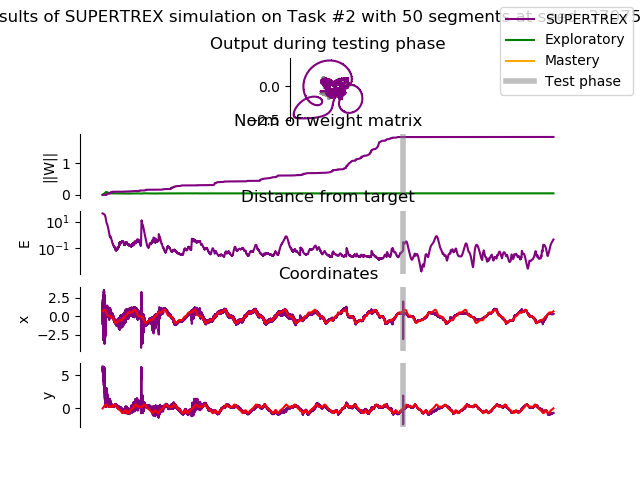 sults of SUPERTREX simulation on Task #2 with 50 segments
SUPERTREX
Exploratory
Mastery
Test phase
Output during testing phase
0.0
−2.5
Norm of weight matrix
||W||
1
0
Distance from target
E
10¹
10⁻¹
Coordinates
x
2.5
0.0
−2.5
y
5
0